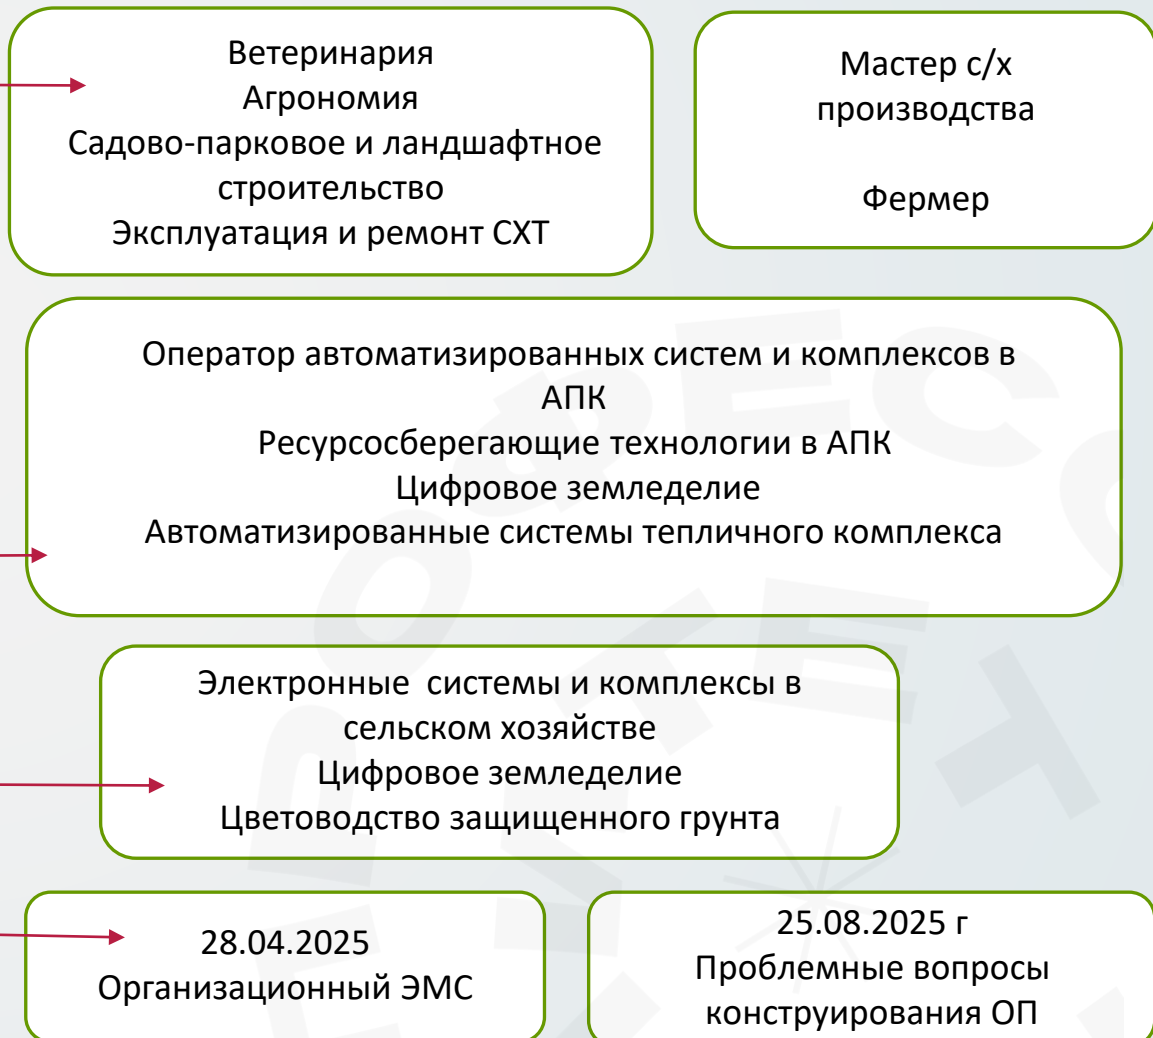 Ветеринария
Агрономия
Садово-парковое и ландшафтное
строительство
Эксплуатация и ремонт СХТ
Мастер с/х
производства
Фермер
Оператор автоматизированных систем и комплексов в
АПК
Ресурсосберегающие технологии в АПК
Цифровое земледелие
Автоматизированные системы тепличного комплекса
Электронные системы и комплексы в
сельском хозяйстве
Цифровое земледелие
Цветоводство защищенного грунта
28.04.2025
Организационный ЭМС
25.08.2025 г
Проблемные вопросы
конструирования ОП